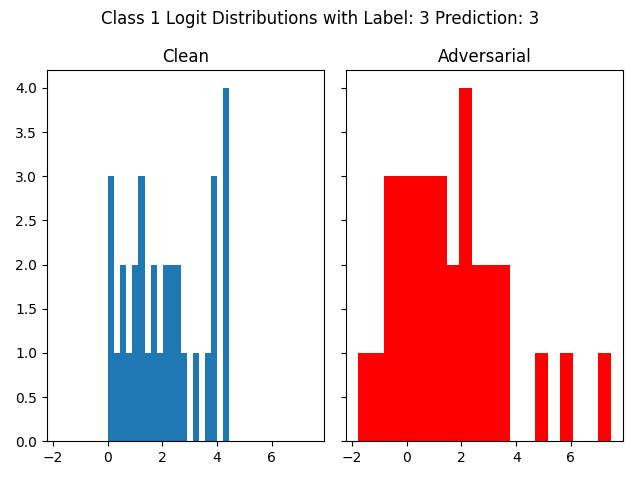 Class 1 Logit Distributions with Label: 3 Prediction: 3
Clean
Adversarial
4.0
3.5
3.0
2.5
2.0
1.5
1.0
0.5
0.0
−2 0 2 4 6
−2 0 2 4 6